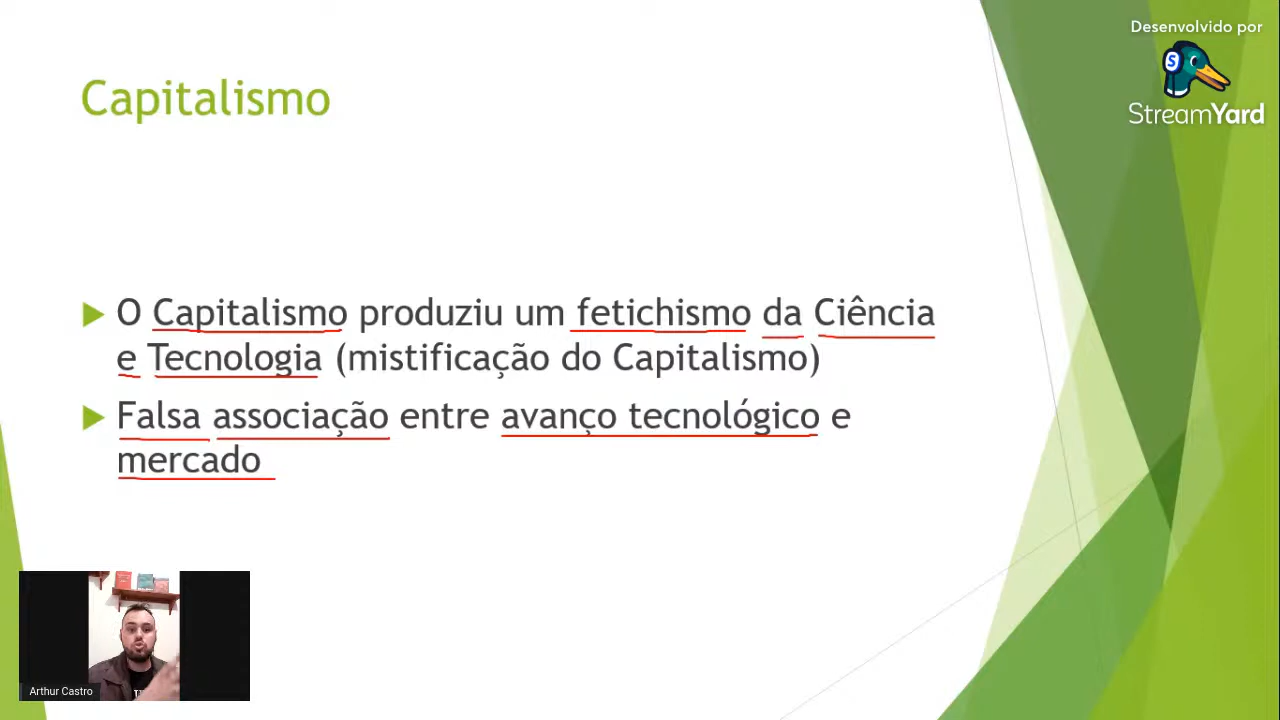 Desenvolvido por
StreamYard
Capitalismo
O Capitalismo produziu um fetichismo da Ciência
e Tecnologia (mistificação do Capitalismo)
Falsa associação entre avanço tecnológico e
mercado
Arthur Castro